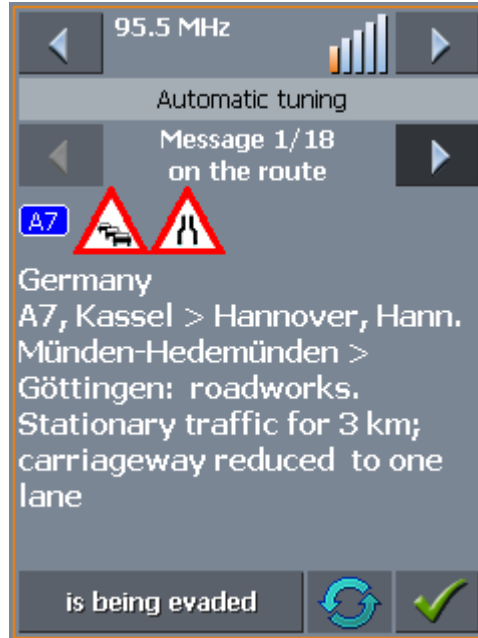 95.5 MHz
Automatic tuning
Message 1/18
on the route
A7
Germany
A7, Kassel > Hannover, Hann.
Münden-Hedemünden >
Göttingen: roadworks.
Stationary traffic for 3 km;
carriageway reduced to one
lane
is being evaded